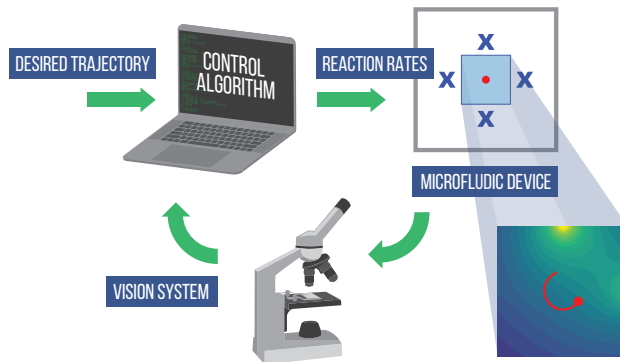 DESIRED TRAJECTORY
CONTROL
ALGORITHM
REACTION RATES
X
X
X
X
MICROFLUDIC DEVICE
VISION SYSTEM